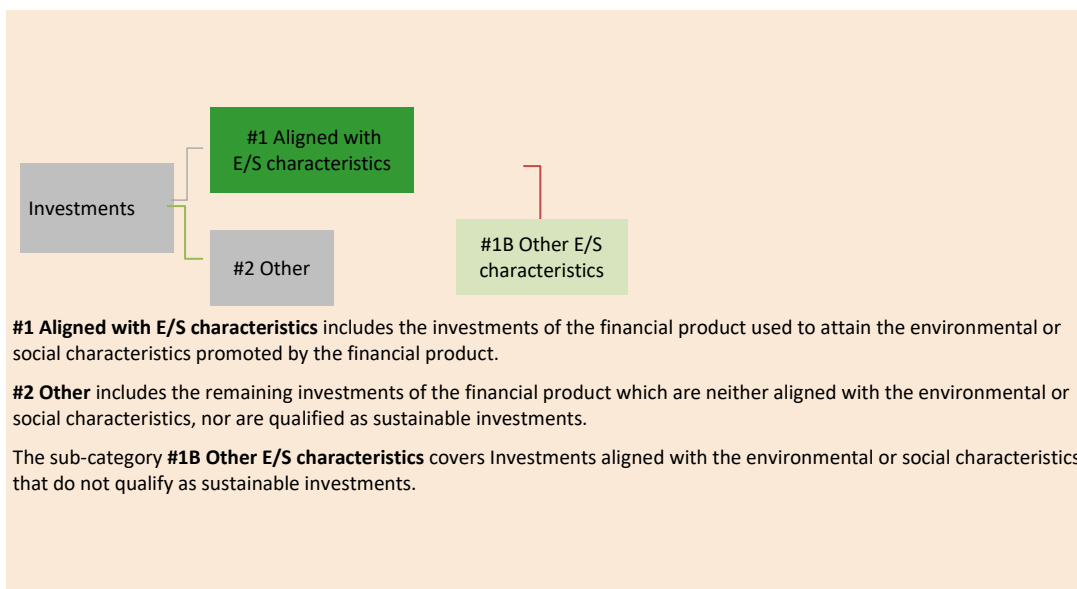 #1 Aligned with
E/S characteristics
Investments
#2 Other
#1B Other E/S
characteristics
#1 Aligned with E/S characteristics includes the investments of the financial product used to attain the environmental or
social characteristics promoted by the financial product.
#2 Other includes the remaining investments of the financial product which are neither aligned with the environmental or
social characteristics, nor are qualified as sustainable investments.
The sub-category #1B Other E/S characteristics covers Investments aligned with the environmental or social characteristics
that do not qualify as sustainable investments.